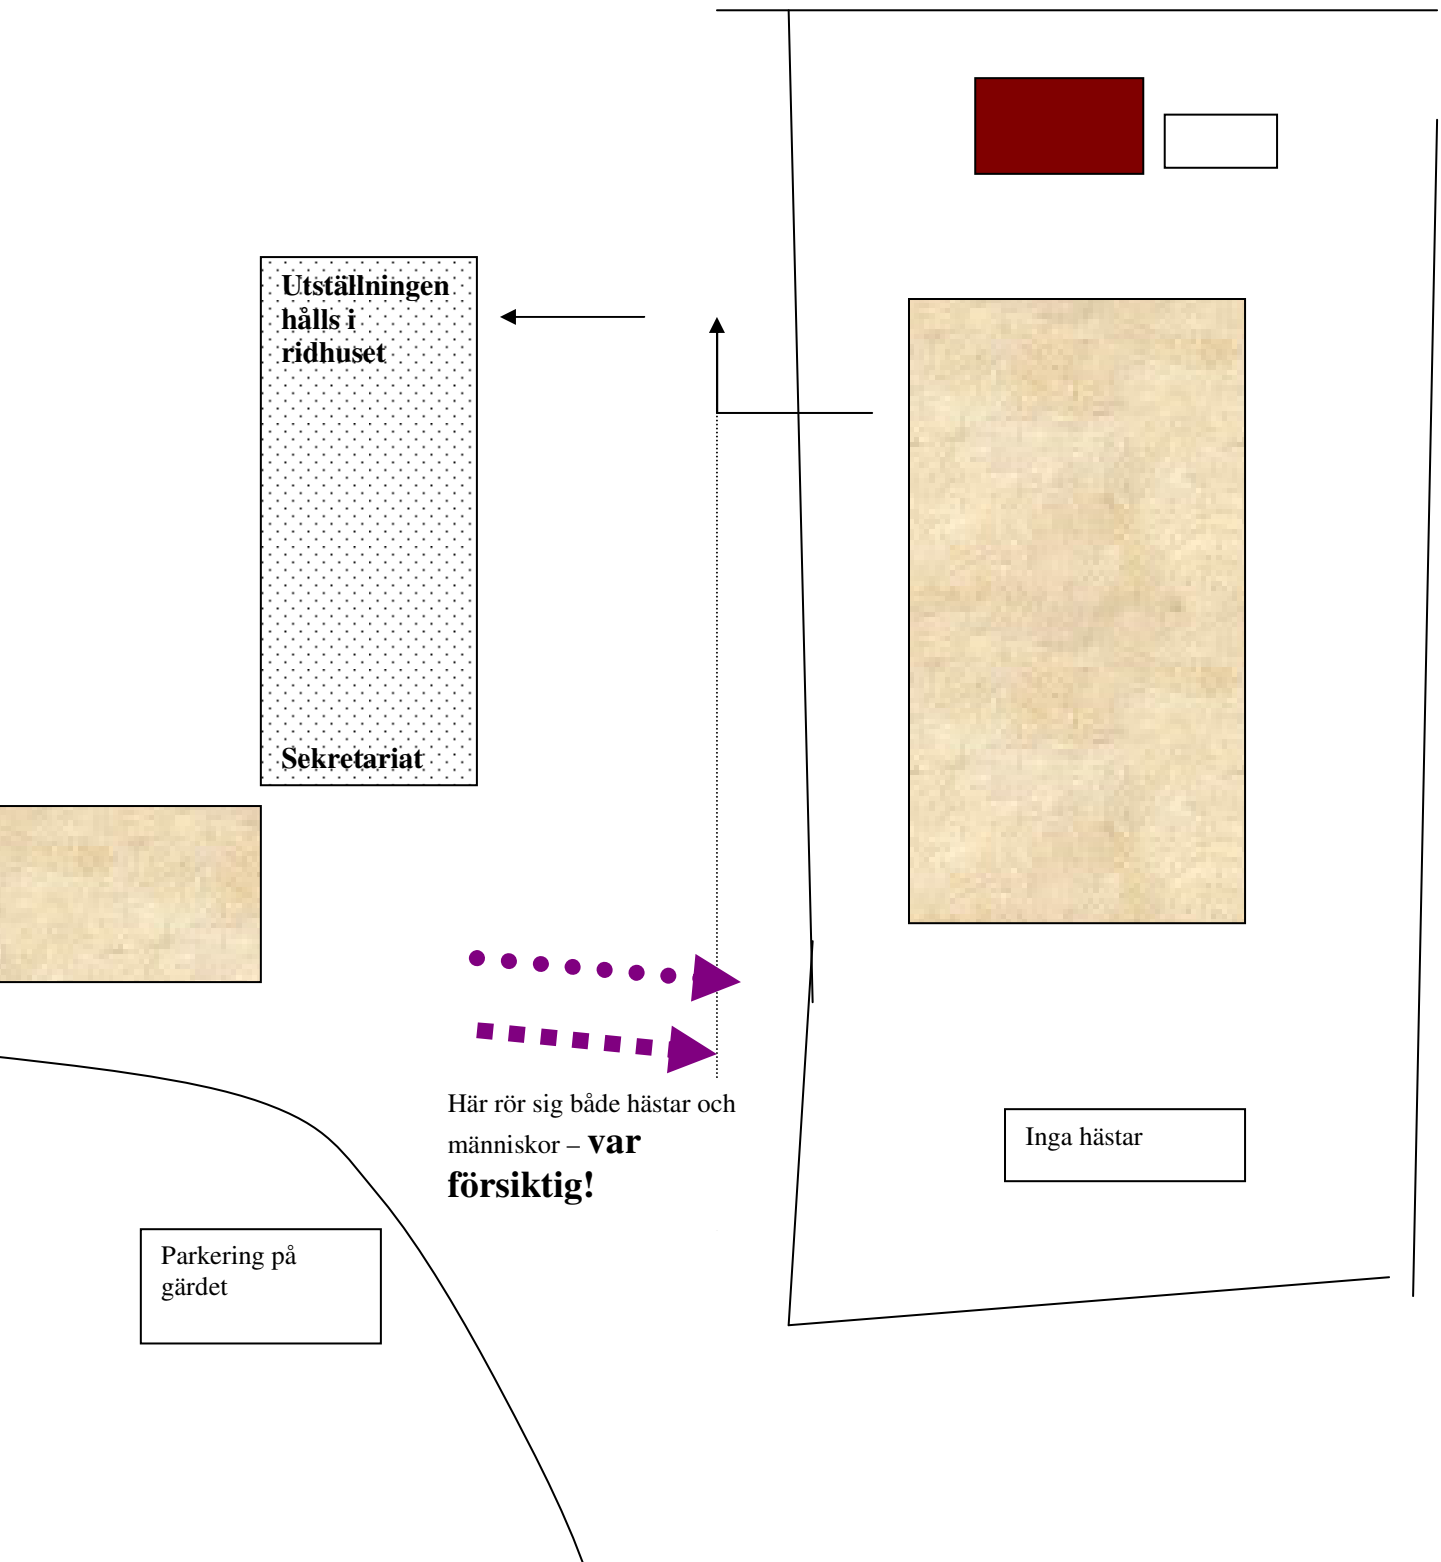 Utställningen
hålls i
ridhuset
Sekretariat
Här rör sig både hästar och
människor – var
försiktig!
Inga hästar
Parkering på
gärdet